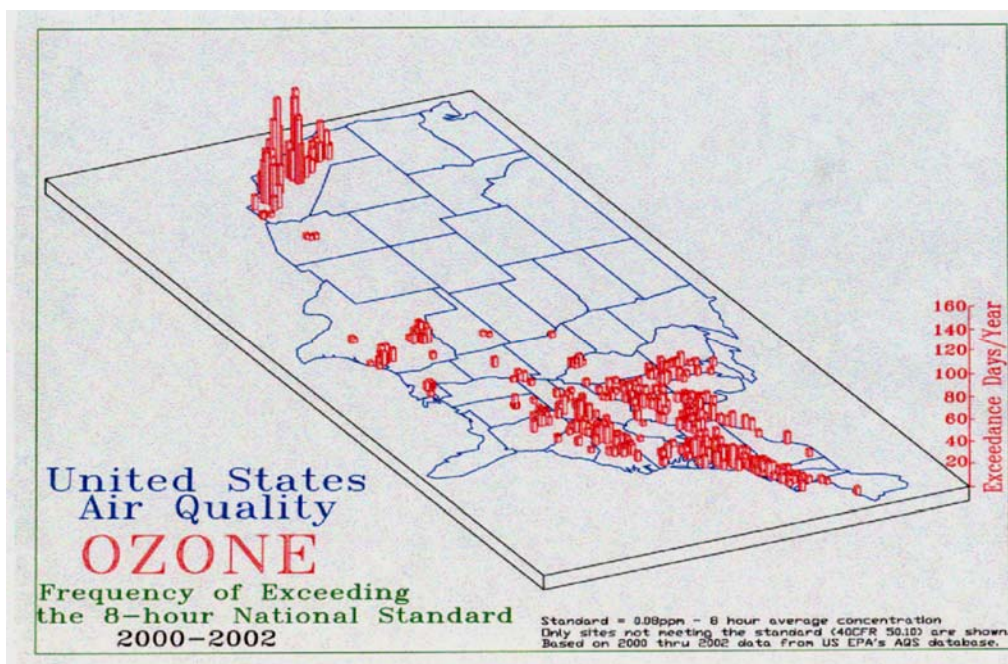 160
140
120
100
80
60
40
20
Exceedance Days/Year
United States
Air Quality
OZONE
Frequency of Exceeding
the 8-hour National Standard
2000-2002
Standard = 0.08ppm - 8 hour average concentration
Only sites not meeting the standard (40CFR 50.10) are shown
Based on 2000 thru 2002 data from US EPA's AQS database.